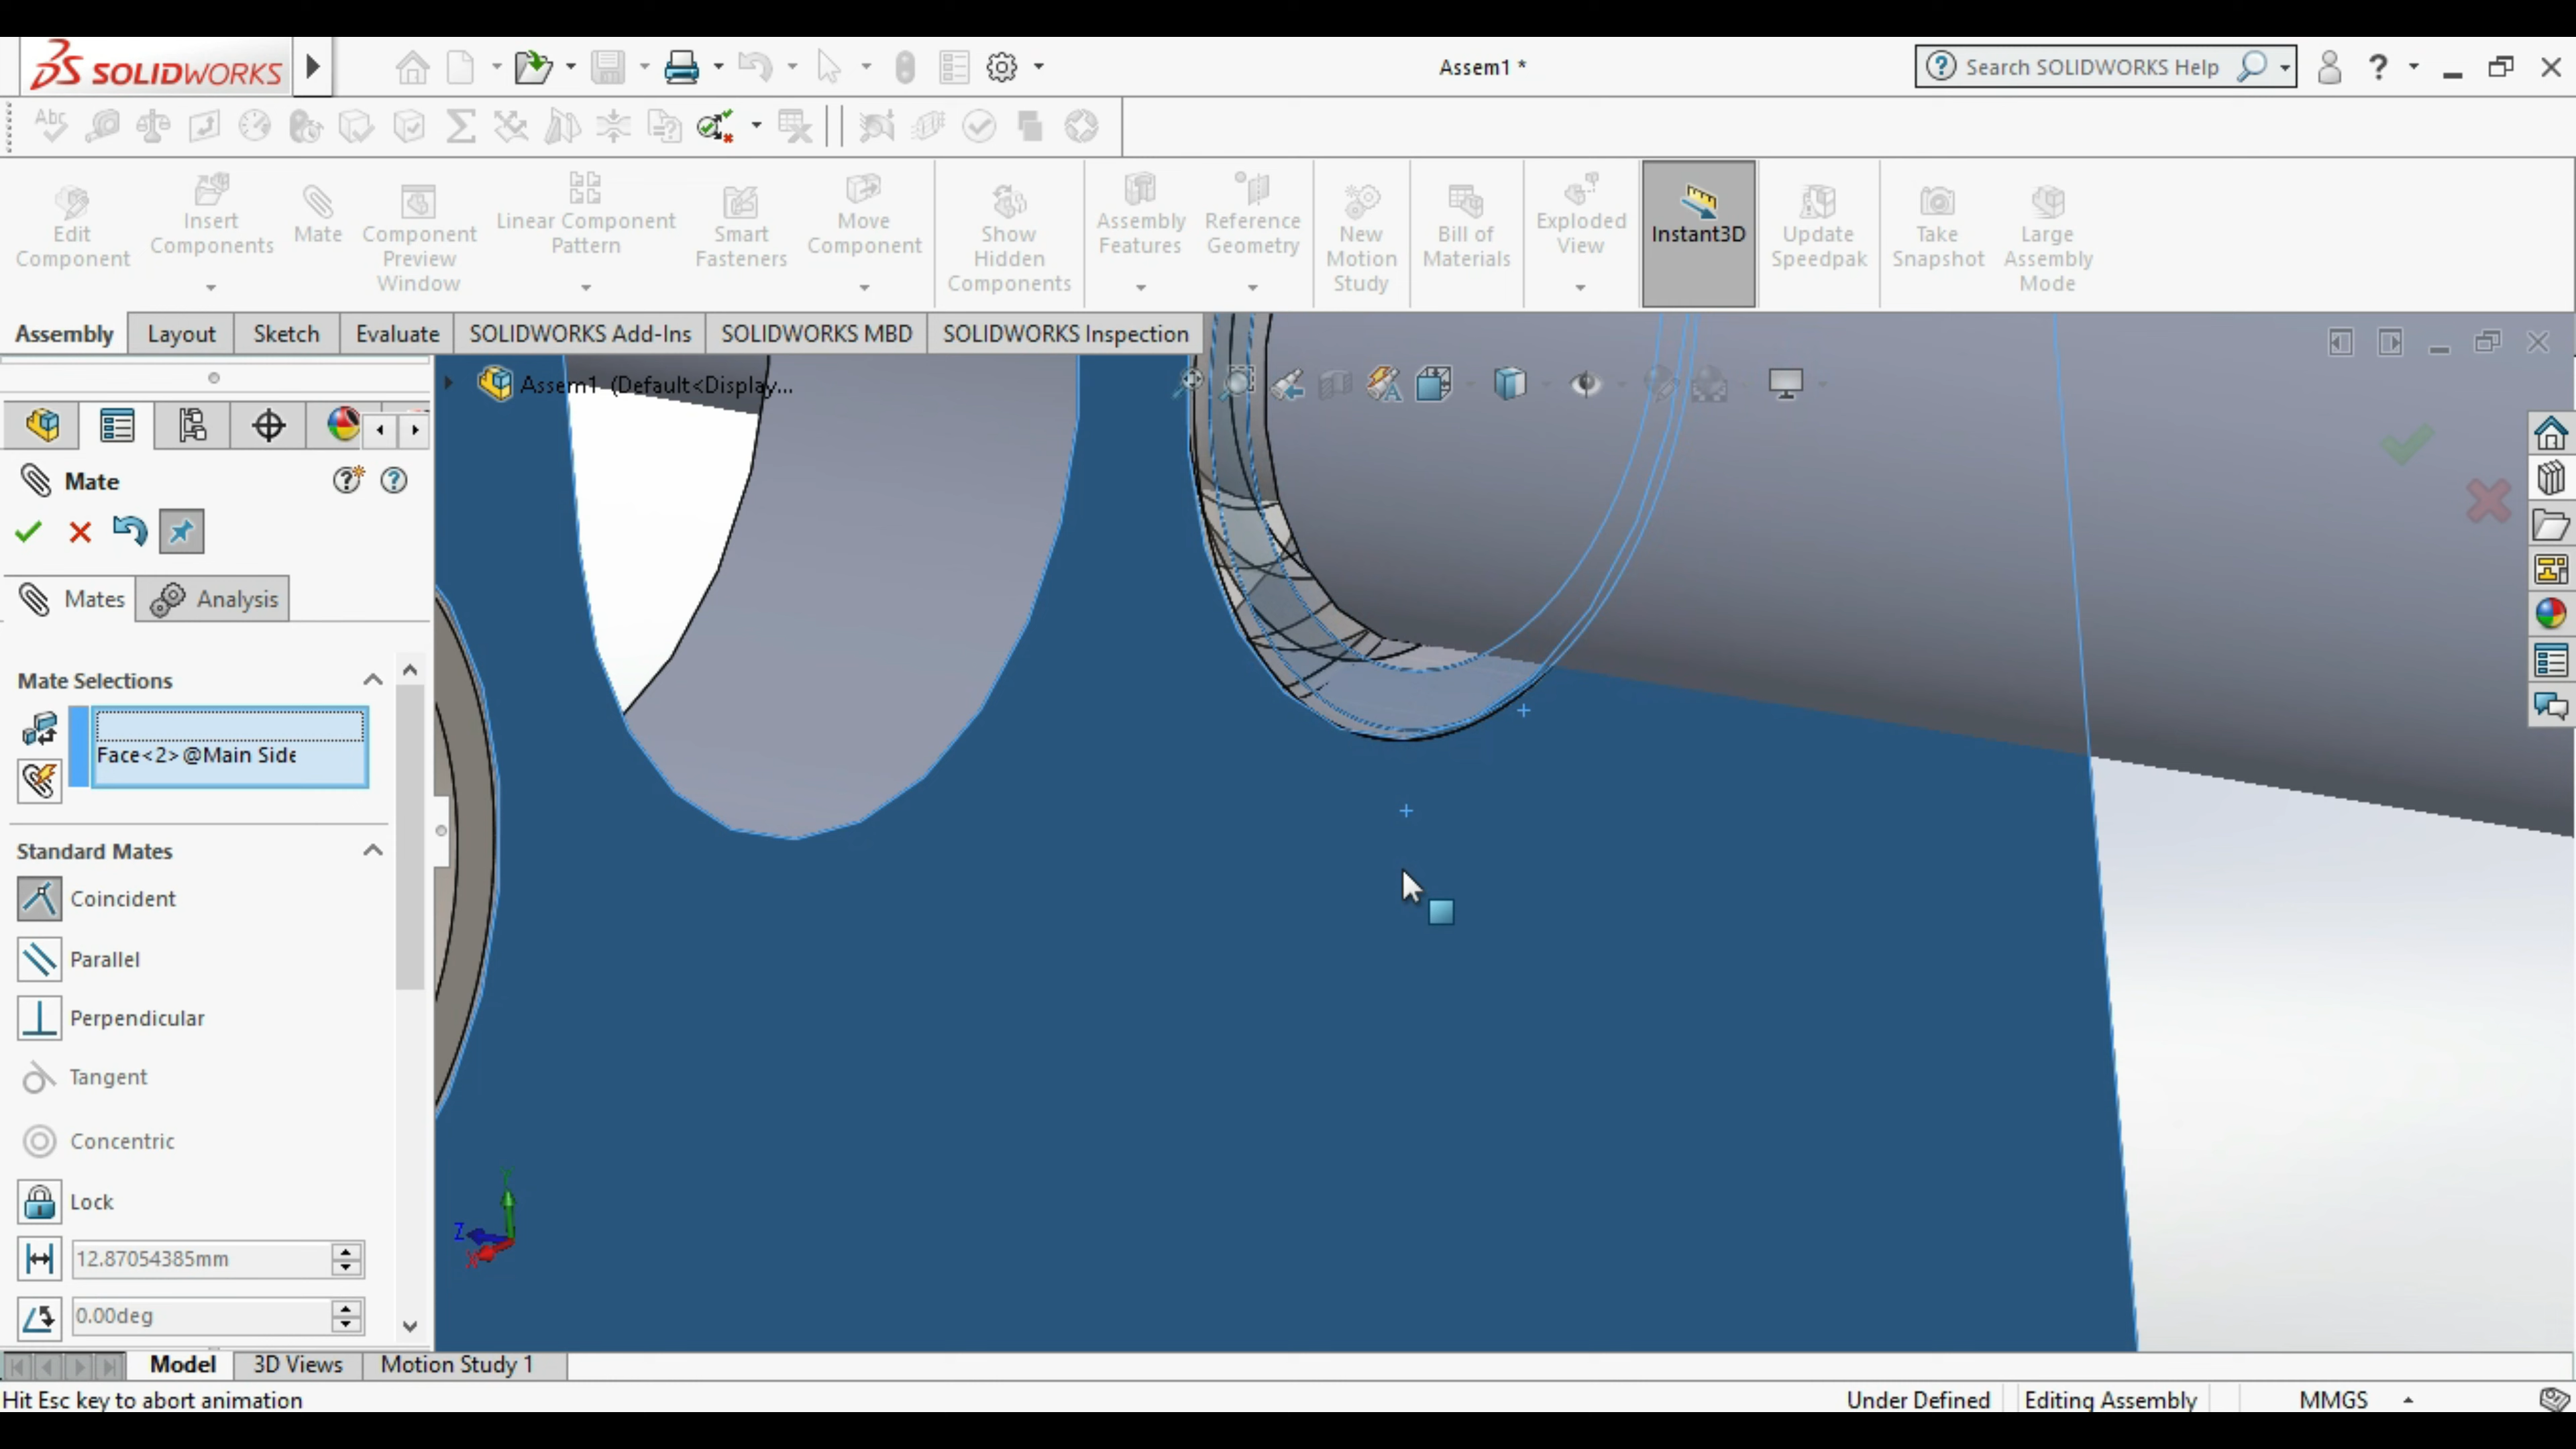 SOLIDWORKS
Assem1 *
Search SOLIDWORKS Help
?
Abc
Edit Component
Insert Components
Mate
Component Preview Window
Linear Component Pattern
Smart Fasteners
Move Component
Show Hidden Components
Assembly Features
Reference Geometry
New Motion Study
Bill of Materials
Exploded View
Instant3D
Update Speedpak
Take Snapshot
Large Assembly Mode
Assembly
Layout
Sketch
Evaluate
SOLIDWORKS Add-Ins
SOLIDWORKS MBD
SOLIDWORKS Inspection
Assem1 (Default<Display...
Mate
Mates
Analysis
Mate Selections
Face<2>@Main Side
Standard Mates
Coincident
Parallel
Perpendicular
Tangent
Concentric
Lock
12.87054385mm
0.00deg
Y
Z
X
Model
3D Views
Motion Study 1
Hit Esc key to abort animation
Under Defined
Editing Assembly
MMGS